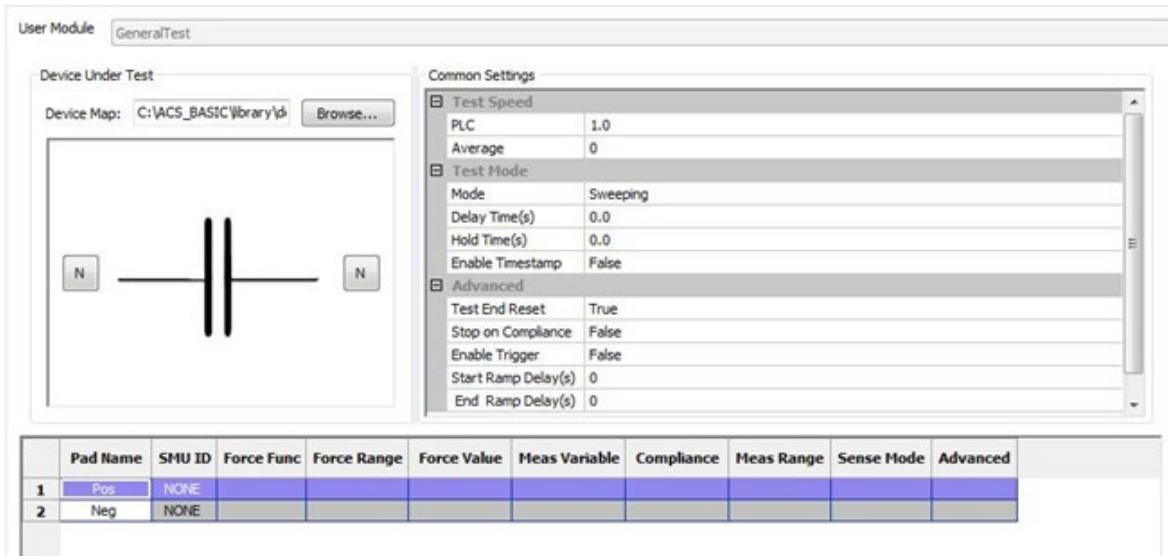 User Module GeneralTest
Device Under Test
Device Map: C:\ACS_BASIC\library\d Browse...
N N
Common Settings
Test Speed
PLC 1.0
Average 0
Test Mode
Mode Sweeping
Delay Time(s) 0.0
Hold Time(s) 0.0
Enable Timestamp False
Advanced
Test End Reset True
Stop on Compliance False
Enable Trigger False
Start Ramp Delay(s) 0
End Ramp Delay(s) 0
Pad Name SMU ID Force Func Force Range Force Value Meas Variable Compliance Meas Range Sense Mode Advanced
1 Pos NONE
2 Neg NONE